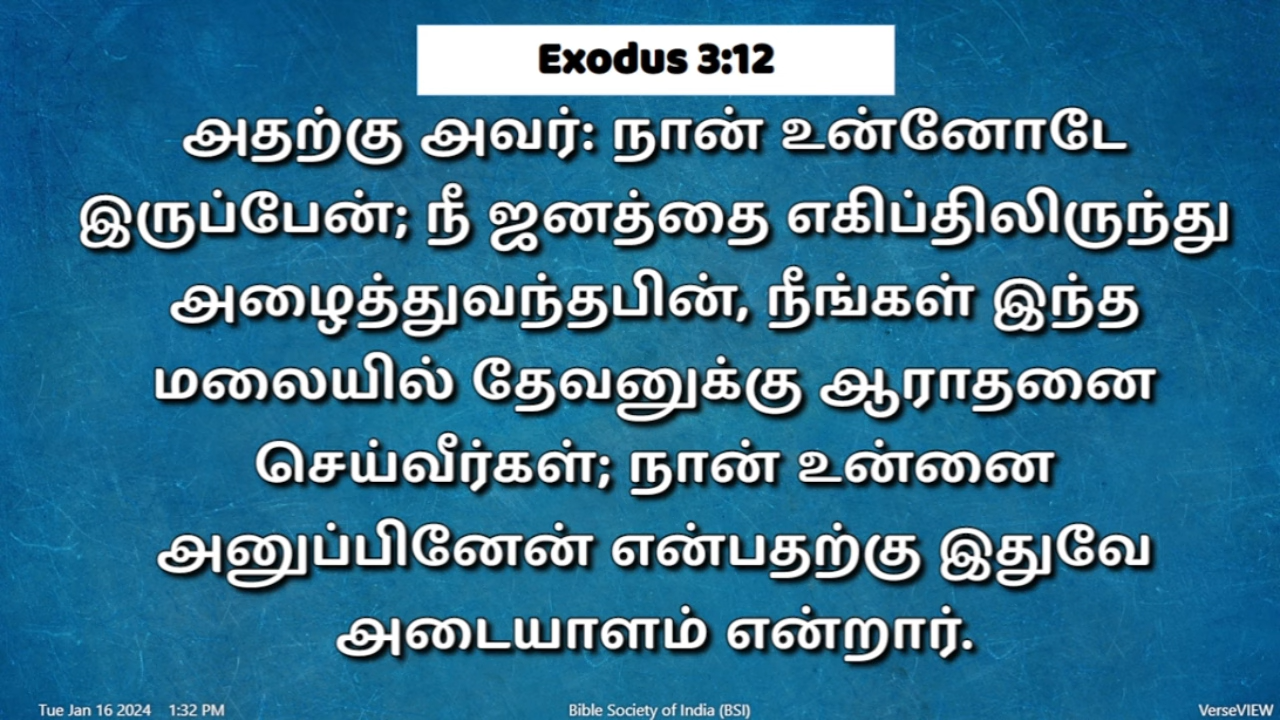 Exodus 3:12
அதற்கு அவர்: நான் உன்னோடே
இருப்பேன்; நீ ஜனத்தை எகிப்திலிருந்து
அழைத்துவந்தபின், நீங்கள் இந்த
மலையில் தேவனுக்கு ஆராதனை
செய்வீர்கள்; நான் உன்னை
அனுப்பினேன் என்பதற்கு இதுவே
அடையாளம் என்றார்.
Tue Jan 16 2024 1:32 PM Bible Society of India (BSI) VerseVIEW